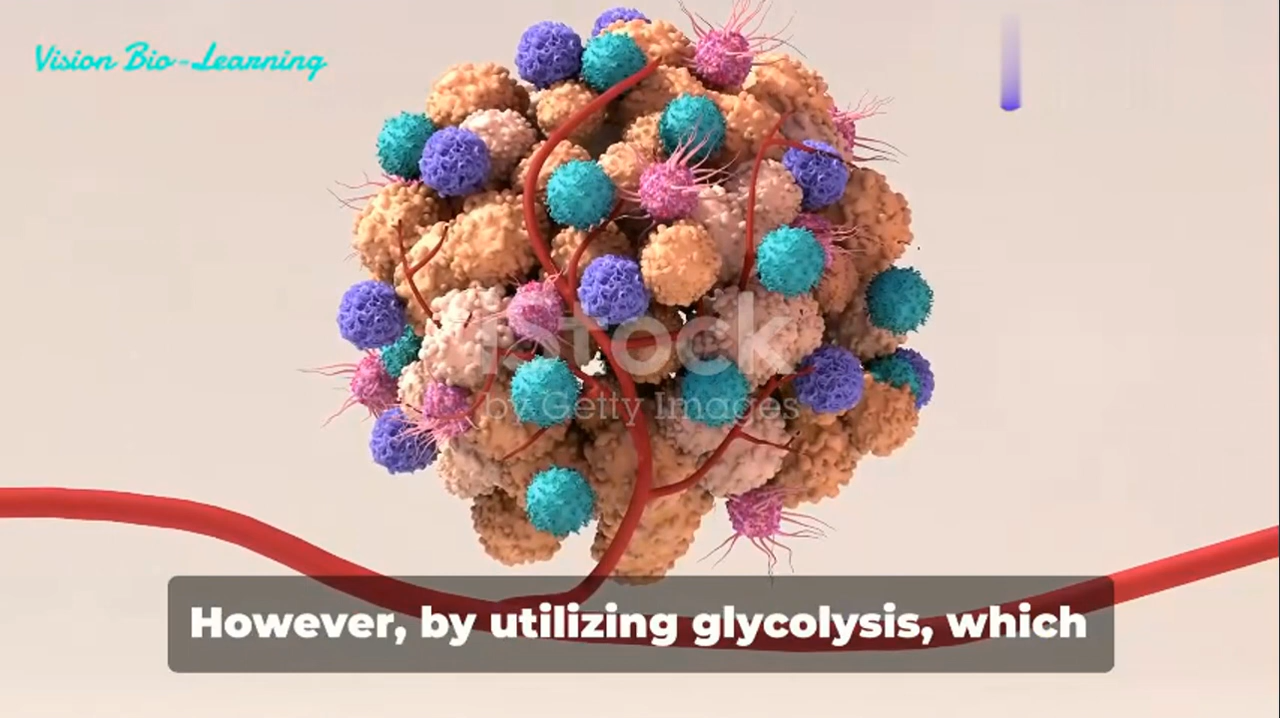 Vision Bio-Learning
iStock
by Getty Images
However, by utilizing glycolysis, which